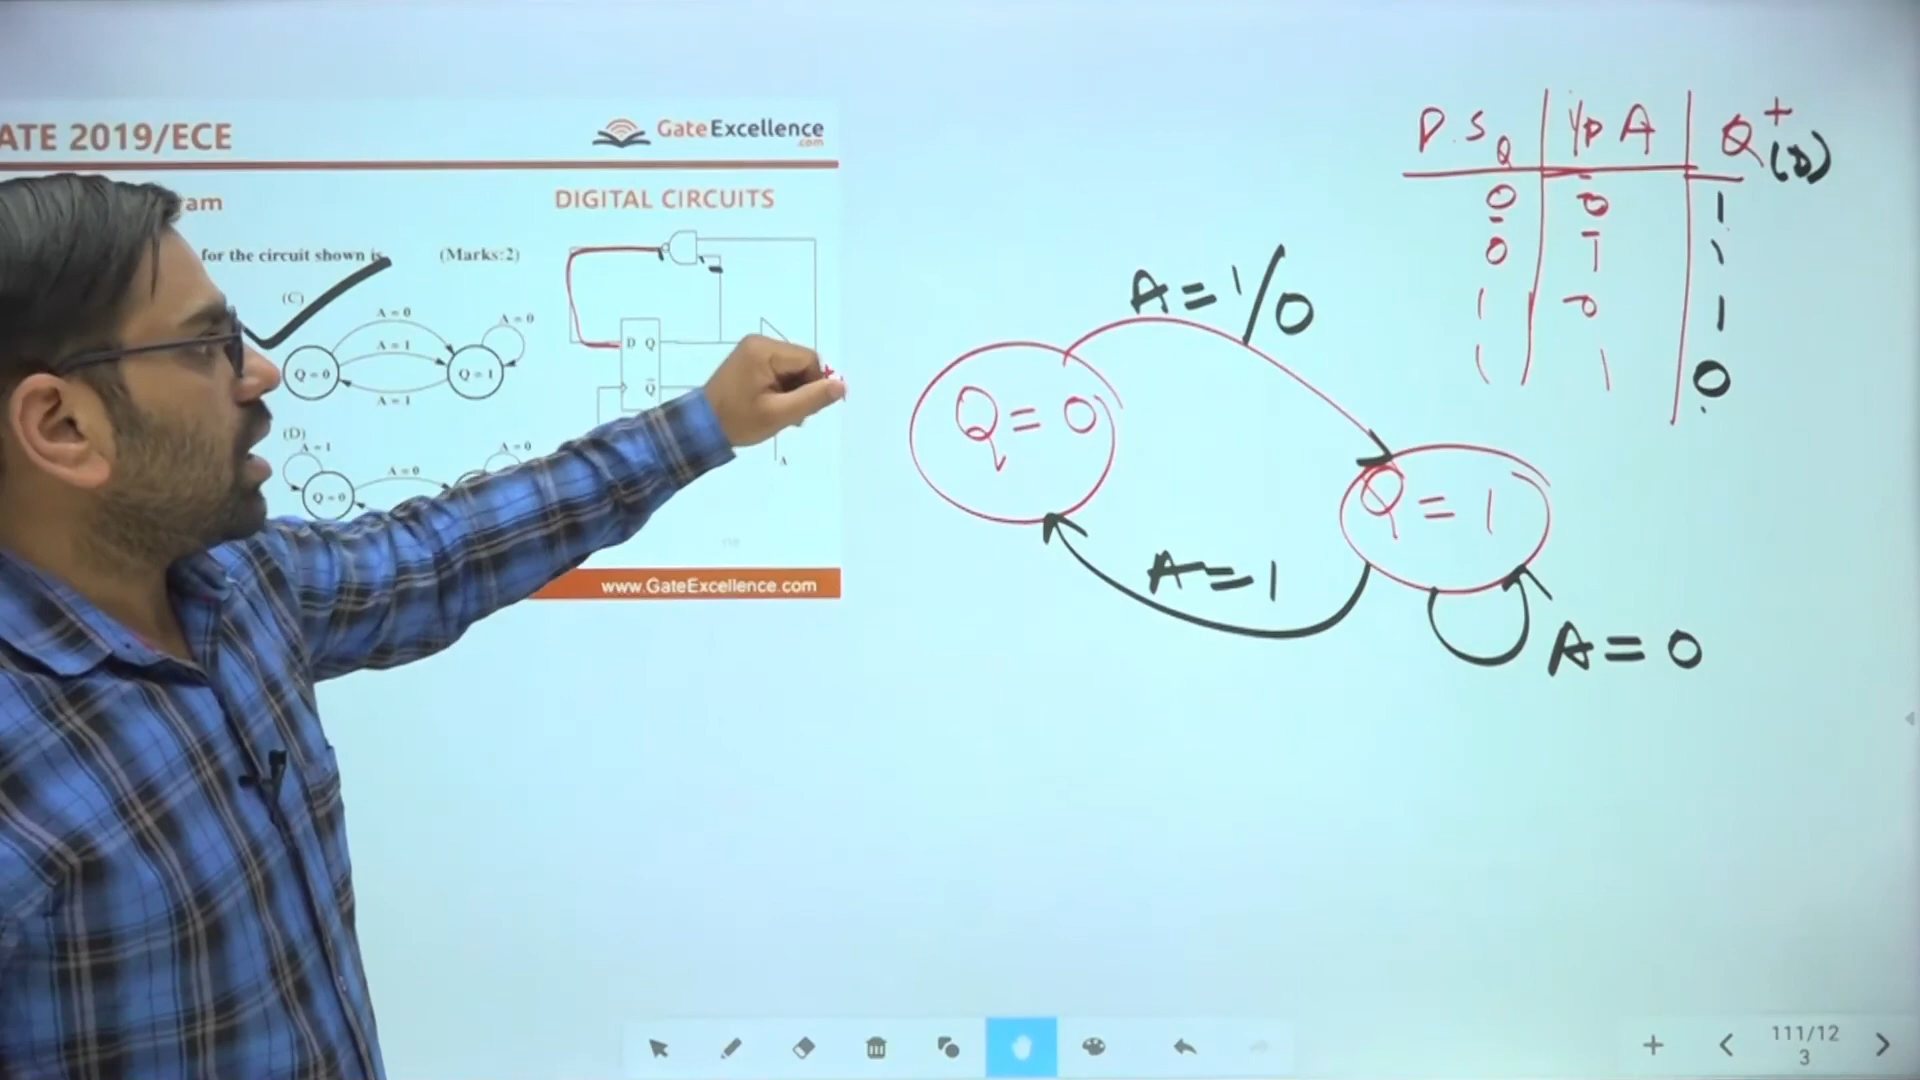 ATE 2019/ECE
GateExcellence
.com
ram
DIGITAL CIRCUITS
for the circuit shown is
(Marks:2)
(C)
A = 0
A = 0
A = 1
Q = 0
Q = 1
A = 1
(D)
A = 1
A = 0
A = 0
Q = 0
D Q
Q̅
A
www.GateExcellence.com
P.S Q i/p A Q+ (D)
0 0 1
0 1 1
1 0 1
1 1 0
A = 1/0
Q = 0
Q = 1
A = 1
A = 0
111/12
3